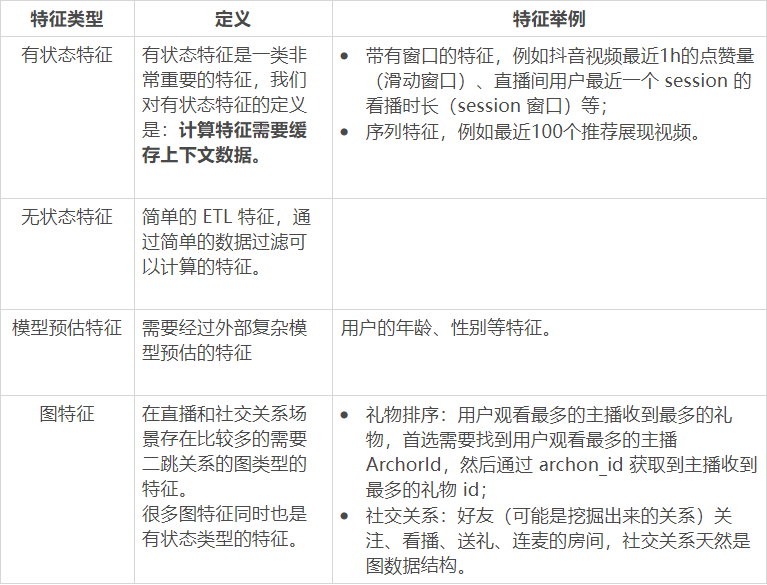 特征类型
定义
特征举例
有状态特征
有状态特征是一类非
常重要的特征，我们
对有状态特征的定义
是：计算特征需要缓
存上下文数据。
• 带有窗口的特征，例如抖音视频最近1h的点赞量
（滑动窗口）、直播间用户最近一个 session 的
看播时长（session 窗口）等；
• 序列特征，例如最近100个推荐展现视频。
无状态特征
简单的 ETL 特征，通
过简单的数据过滤可
以计算的特征。
模型预估特征
需要经过外部复杂模
型预估的特征
用户的年龄、性别等特征。
图特征
在直播和社交关系场
景存在比较多的需要
二跳关系的图类型的
特征。
很多图特征同时也是
有状态类型的特征。
• 礼物排序：用户观看最多的主播收到最多的礼
物，首选需要找到用户观看最多的主播
ArchorId，然后通过 archon_id 获取到主播收到
最多的礼物 id；
• 社交关系：好友（可能是挖掘出来的关系）关
注、看播、送礼、连麦的房间，社交关系天然是
图数据结构。